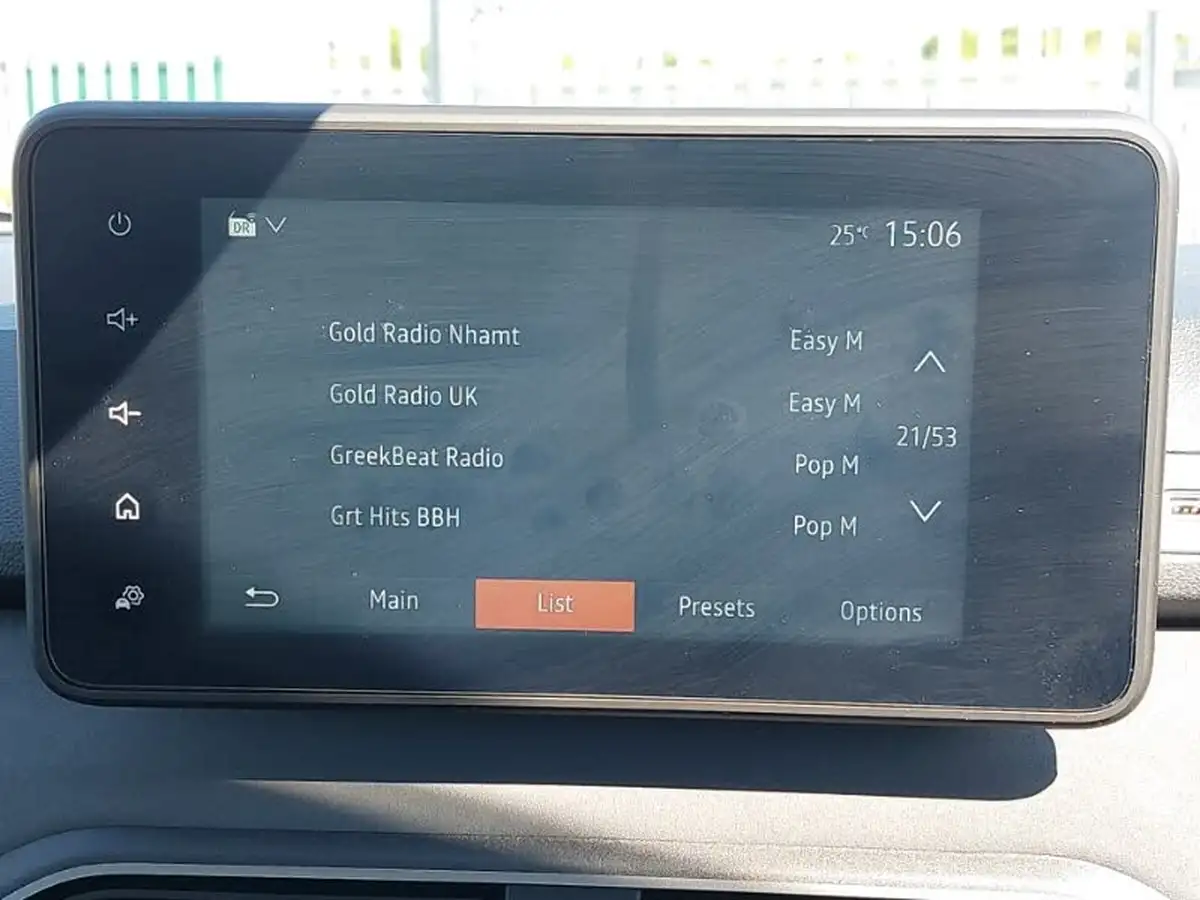 DR 25°C 15:06
Gold Radio Nhamt Easy M
Gold Radio UK Easy M
21/53
GreekBeat Radio Pop M
Grt Hits BBH Pop M
Main List Presets Options